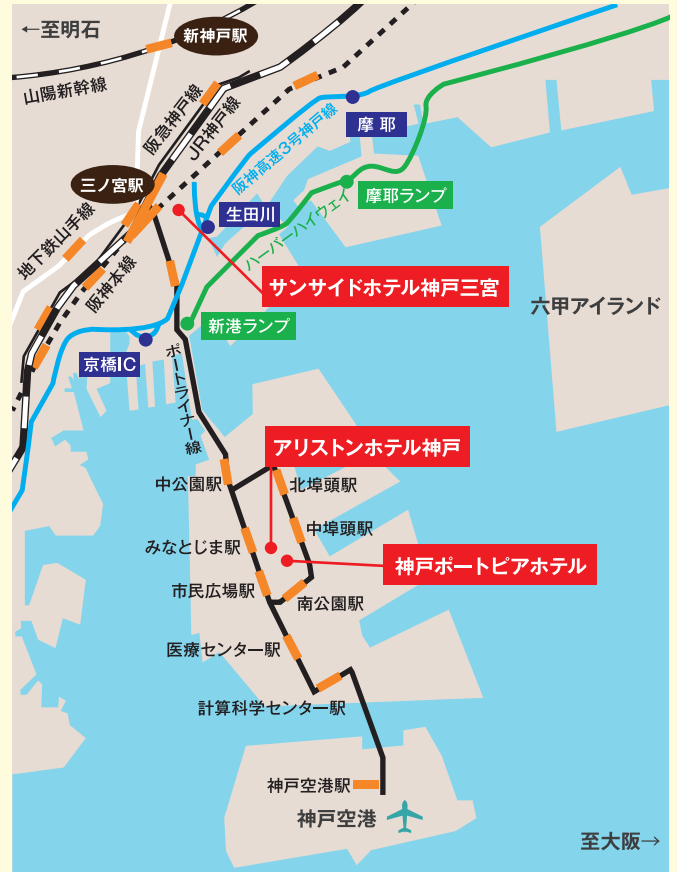 ←至明石
新神戸駅
山陽新幹線
阪急神戸線
JR神戸線
阪神高速3号神戸線
摩耶
三ノ宮駅
生田川
摩耶ランプ
地下鉄山手線
阪神本線
ハーバーハイウェイ
サンサイドホテル神戸三宮
六甲アイランド
新港ランプ
京橋IC
ポートライナー線
アリストンホテル神戸
中公園駅
北埠頭駅
中埠頭駅
みなとじま駅
神戸ポートピアホテル
市民広場駅
南公園駅
医療センター駅
計算科学センター駅
神戸空港駅
神戸空港
至大阪→